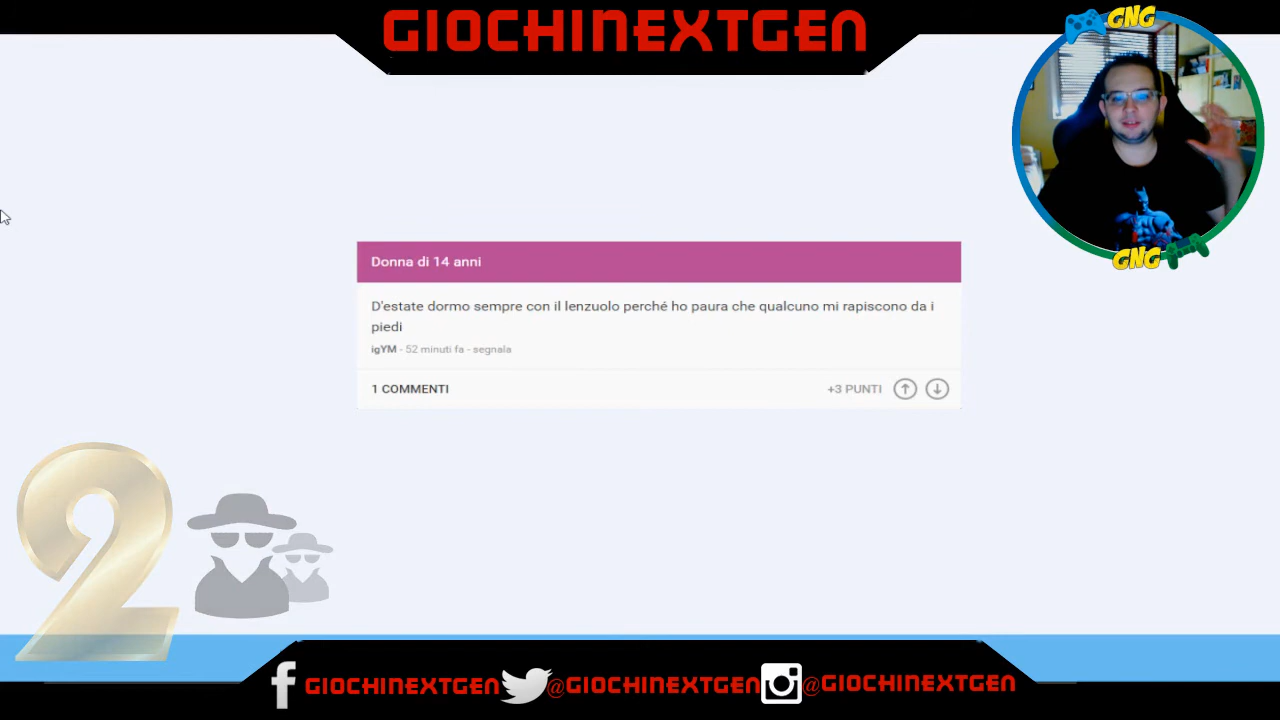 GIOCHINEXTGEN
GNG
GNG
Donna di 14 anni
D'estate dormo sempre con il lenzuolo perché ho paura che qualcuno mi rapiscono da i
piedi
igYM - 52 minuti fa - segnala
1 COMMENTI
+3 PUNTI
2
GIOCHINEXTGEN
@GIOCHINEXTGEN
@GIOCHINEXTGEN